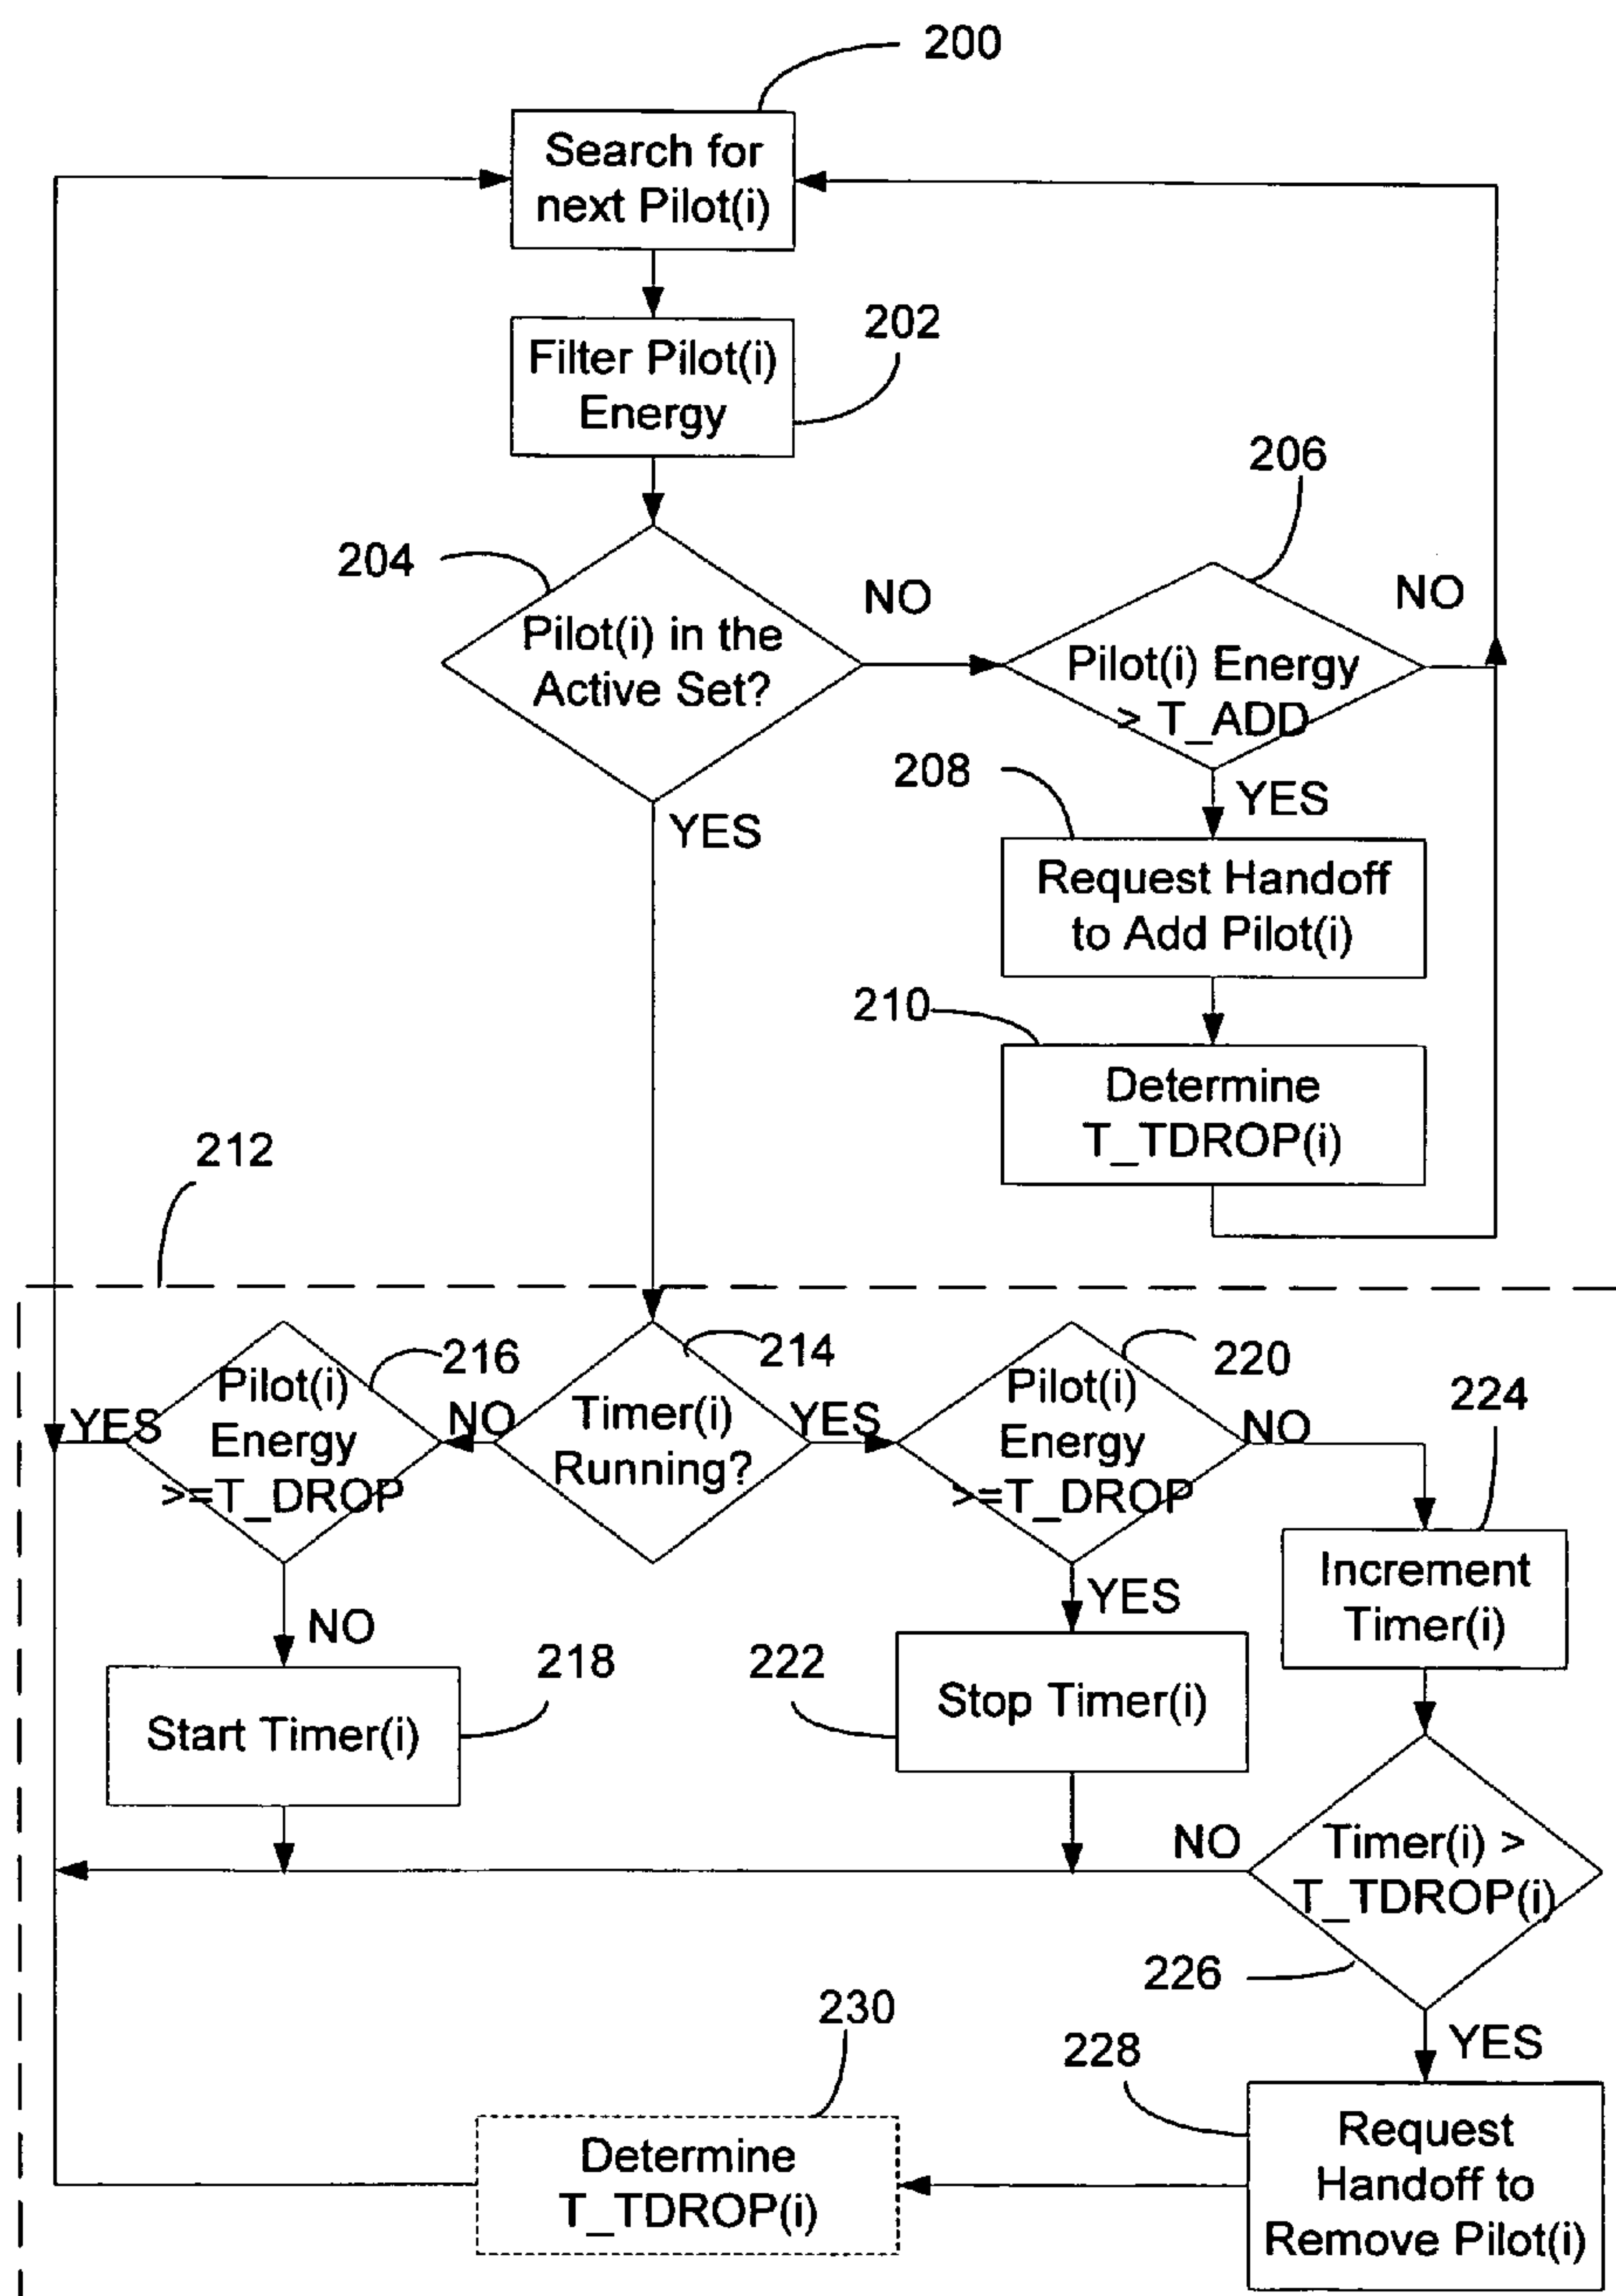 200
Search for
next Pilot(i)
202
Filter Pilot(i)
Energy
206
204
NO
NO
Pilot(i) in the
Active Set?
Pilot(i) Energy
> T_ADD
208
YES
YES
Request Handoff
to Add Pilot(i)
210
Determine
T_TDROP(i)
212
216
214
220
224
Pilot(i)
Energy
>=T_DROP
YES
NO
Timer(i)
Running?
YES
Pilot(i)
Energy
>=T_DROP
NO
Increment
Timer(i)
NO
YES
218
222
Start Timer(i)
Stop Timer(i)
NO
Timer(i) >
T_TDROP(i)
226
230
YES
228
Determine
T_TDROP(i)
Request
Handoff to
Remove Pilot(i)